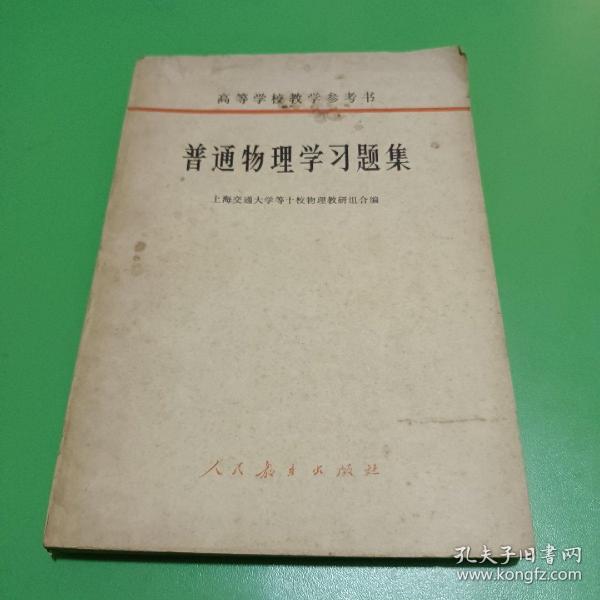 高等学校教学参考书
普通物理学习题集
上海交通大学等十校物理教研组合编
人民教育出版社
孔夫子旧书网
www.kongfz.com